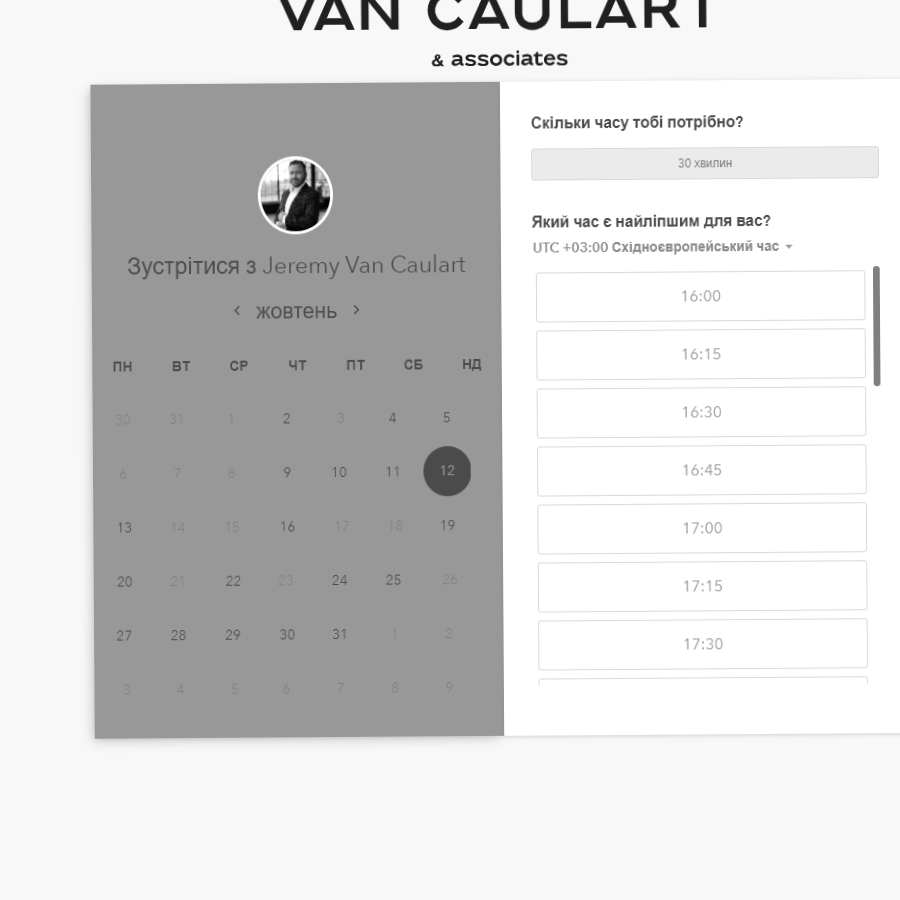 VAN CAULART
& associates
Зустрітися з Jeremy Van Caulart
жовтень
ПН ВТ СР ЧТ ПТ СБ НД
30 31 1 2 3 4 5
6 7 8 9 10 11 12
13 14 15 16 17 18 19
20 21 22 23 24 25 26
27 28 29 30 31 1 2
3 4 5 6 7 8 9
Скільки часу тобі потрібно?
30 хвилин
Який час є найліпшим для вас?
UTC +03:00 Східноєвропейський час
16:00
16:15
16:30
16:45
17:00
17:15
17:30